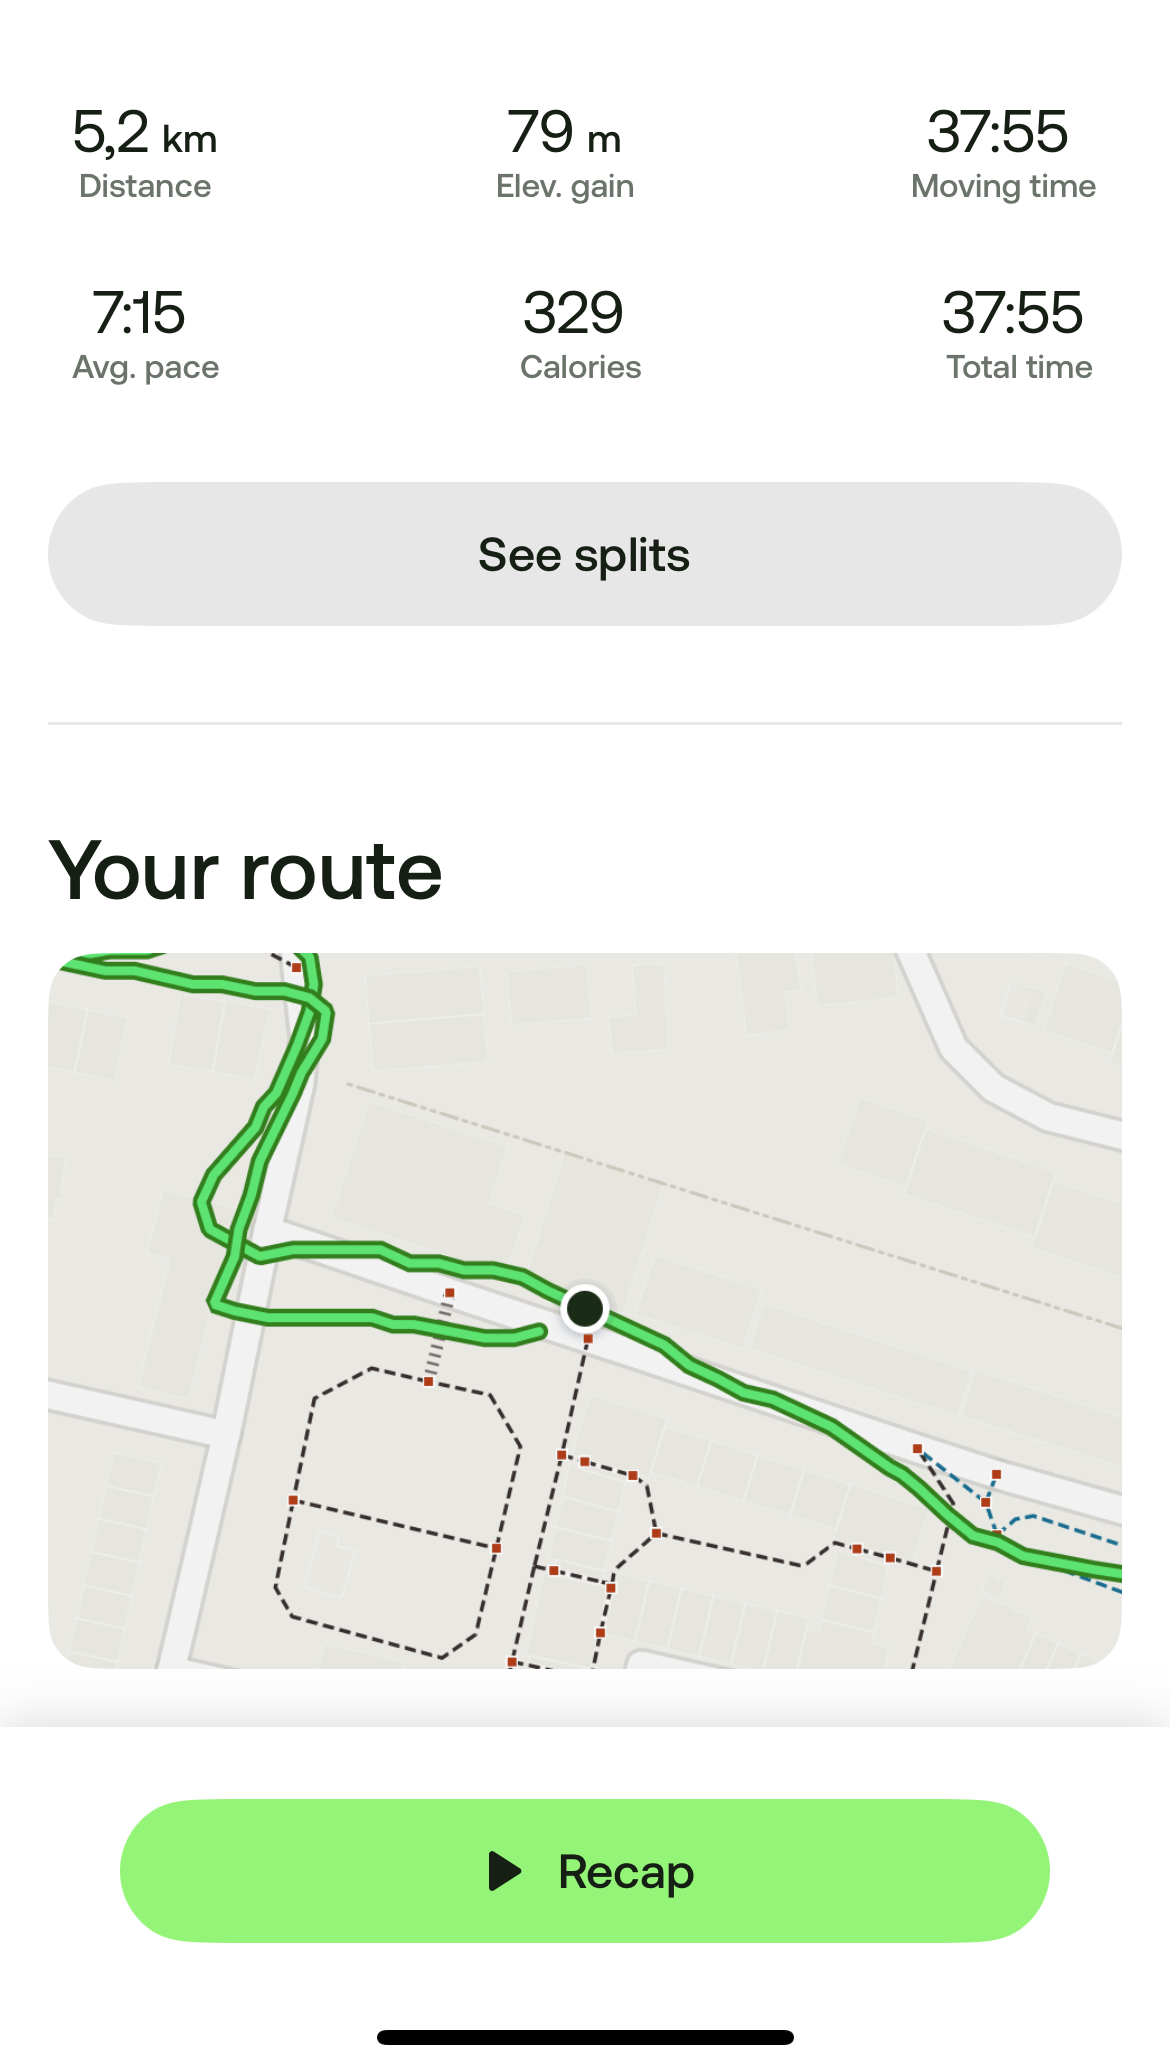 5,2 km 79 m 37:55
Distance Elev. gain Moving time
7:15 329 37:55
Avg. pace Calories Total time
See splits
Your route
Recap